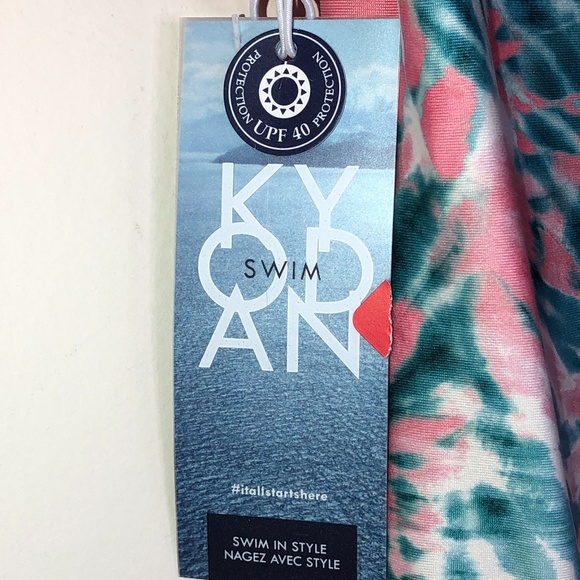 PROTECTION UPF 40 PROTECTION
KY
OD
SWIM
AN
#itallstartshere
SWIM IN STYLE
NAGEZ AVEC STYLE